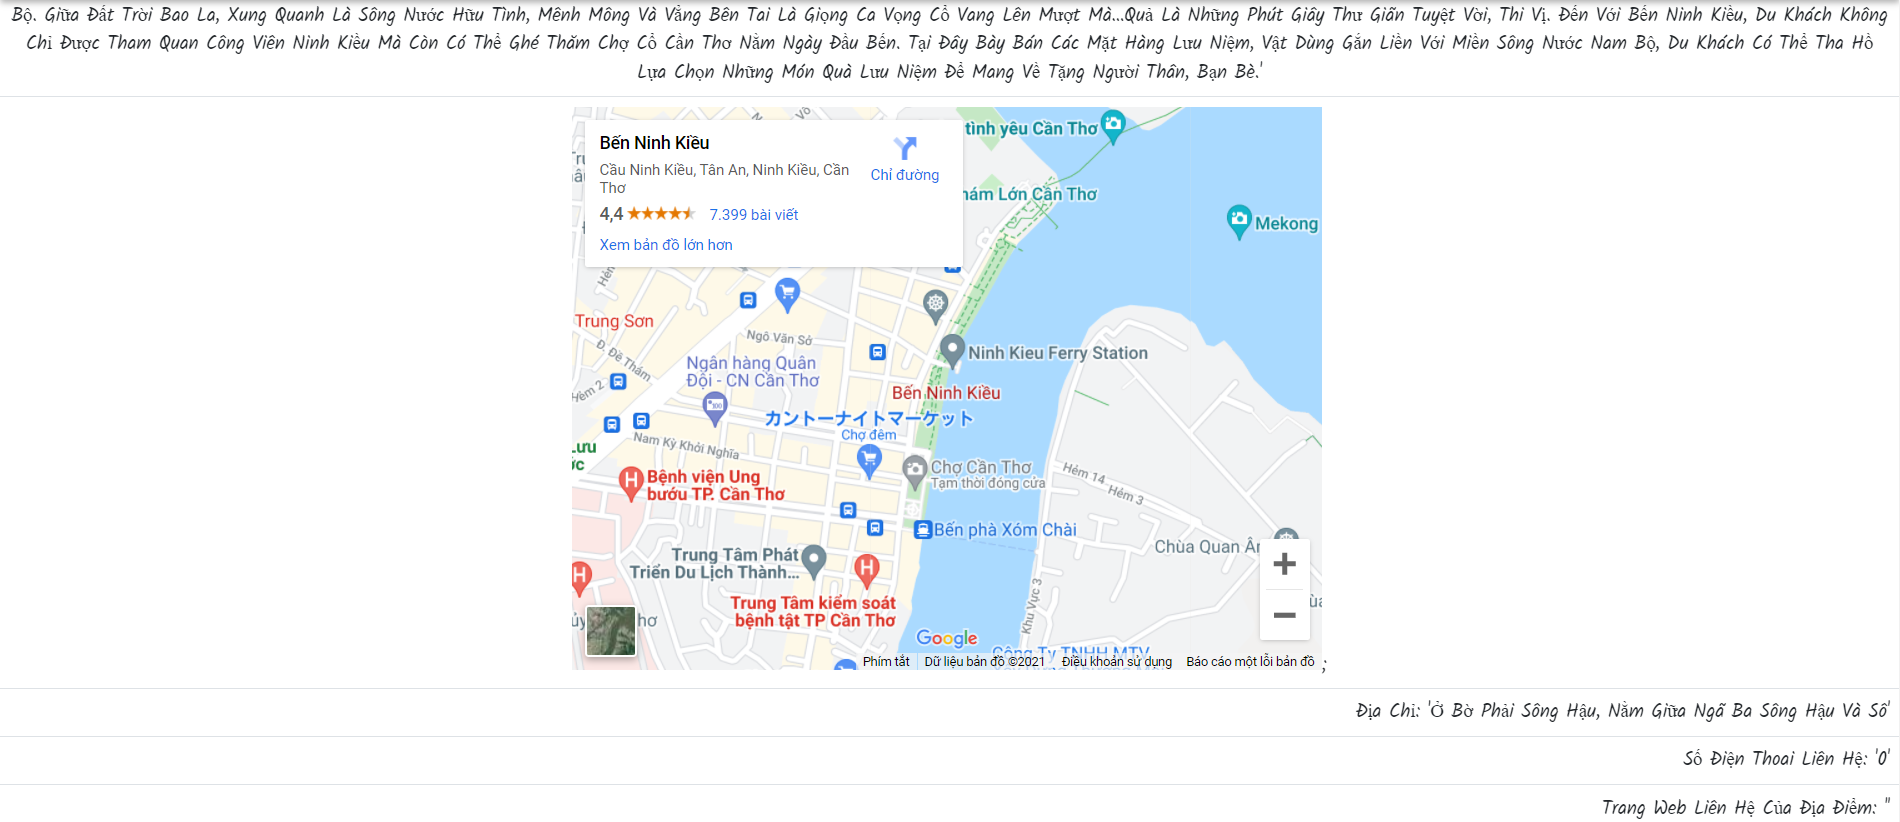 Bộ. Giữa Đất Trời Bao La, Xung Quanh Là Sông Nước Hữu Tình, Mênh Mông Và Vẳng Bên Tai Là Giọng Ca Vọng Cổ Vang Lên Mượt Mà...Quả Là Những Phút Giây Thư Giãn Tuyệt Vời, Thi Vị. Đến Với Bến Ninh Kiều, Du Khách Không
Chỉ Được Tham Quan Công Viên Ninh Kiều Mà Còn Có Thể Ghé Thăm Chợ Cổ Cần Thơ Nằm Ngày Đầu Bến. Tại Đây Bày Bán Các Mặt Hàng Lưu Niệm, Vật Dùng Gắn Liền Với Miền Sông Nước Nam Bộ, Du Khách Có Thể Tha Hồ
Lựa Chọn Những Món Quà Lưu Niệm Để Mang Về Tặng Người Thân, Bạn Bè.'
Bến Ninh Kiều
Cầu Ninh Kiều, Tân An, Ninh Kiều, Cần
Thơ
4,4
7.399 bài viết
Xem bản đồ lớn hơn
Chỉ đường
tình yêu Cần Thơ
hám Lớn Cần Thơ
Mekong
Trung Sơn
Ngô Văn Sở
Đ. Đề Thám
Hẻm 2
Ninh Kieu Ferry Station
Ngân hàng Quân
Đội - CN Cần Thơ
Bến Ninh Kiều
カントーナイトマーケット
Chợ đêm
Nam Kỳ Khởi Nghĩa
Chợ Cần Thơ
Tạm thời đóng cửa
Hẻm 14
Hẻm 3
Bệnh viện Ung
bướu TP. Cần Thơ
Bến phà Xóm Chài
Chùa Quan Âm
Trung Tâm Phát
Triển Du Lịch Thành...
Trung Tâm kiểm soát
bệnh tật TP Cần Thơ
Khu Vực 3
Google
Công Ty TNHH MTV
Phím tắt
Dữ liệu bản đồ ©2021
Điều khoản sử dụng
Báo cáo một lỗi bản đồ
;
Địa Chỉ: 'Ở Bờ Phải Sông Hậu, Nằm Giữa Ngã Ba Sông Hậu Và Sô'
Số Điện Thoai Liên Hệ: '0'
Trang Web Liên Hệ Của Địa Điểm: ''